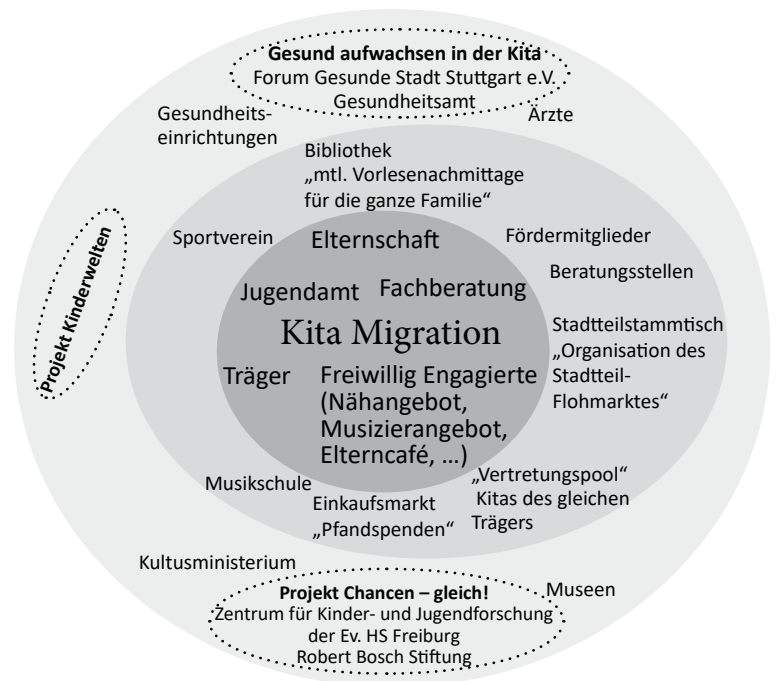 Gesund aufwachsen in der Kita
Forum Gesunde Stadt Stuttgart e.V.
Gesundheitsamt
Gesundheits-
einrichtungen
Ärzte
Bibliothek
„mtl. Vorlesenachmittage
für die ganze Familie“
Sportverein
Elternschaft
Fördermitglieder
Beratungsstellen
Projekt Kinderwelten
Jugendamt
Fachberatung
Kita Migration
Stadtteilstammtisch
„Organisation des
Stadtteil-
Flohmarktes“
Träger
Freiwillig Engagierte
(Nähangebot,
Musizierangebot,
Elterncafé, ...)
Musikschule
Einkaufsmarkt
„Pfandspenden“
„Vertretungspool“
Kitas des gleichen
Trägers
Kultusministerium
Projekt Chancen – gleich!
Zentrum für Kinder- und Jugendforschung
der Ev. HS Freiburg
Robert Bosch Stiftung
Museen